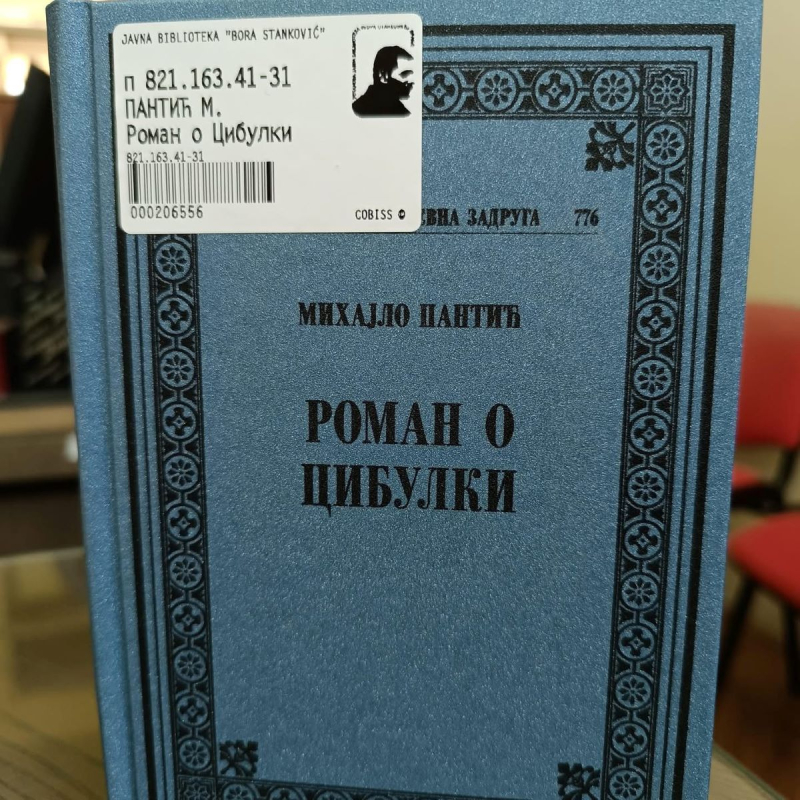 JAVNA BIBLIOTEKA "BORA STANKOVIĆ"
п 821.163.41-31
ПАНТИЋ М.
Роман о Цибулки
821.163.41-31
000206556
COBISS
ЗАДРУГА 776
МИХАЈЛО ПАНТИЋ
РОМАН О
ЦИБУЛКИ